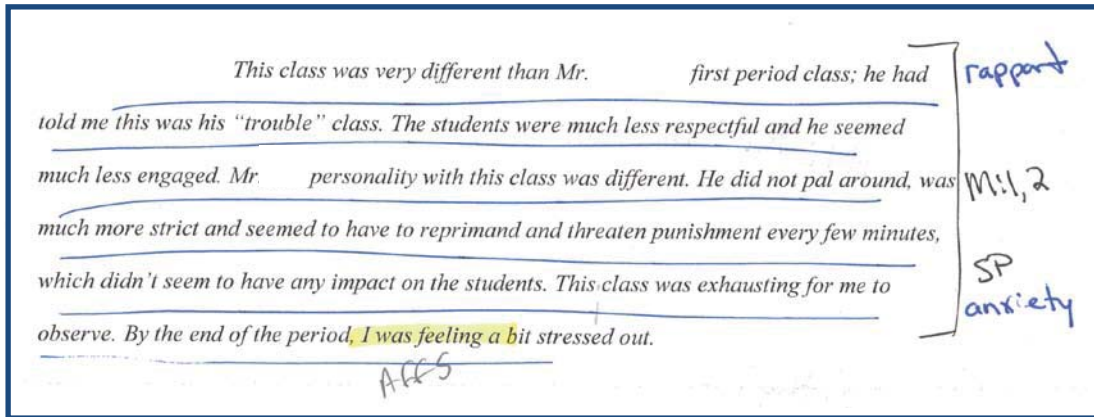 This class was very different than Mr. first period class; he had
rapport
told me this was his “trouble” class. The students were much less respectful and he seemed
much less engaged. Mr. personality with this class was different. He did not pal around, was
M:1,2
much more strict and seemed to have to reprimand and threaten punishment every few minutes,
which didn’t seem to have any impact on the students. This class was exhausting for me to
SP
anxiety
observe. By the end of the period, I was feeling a bit stressed out.
AFFS